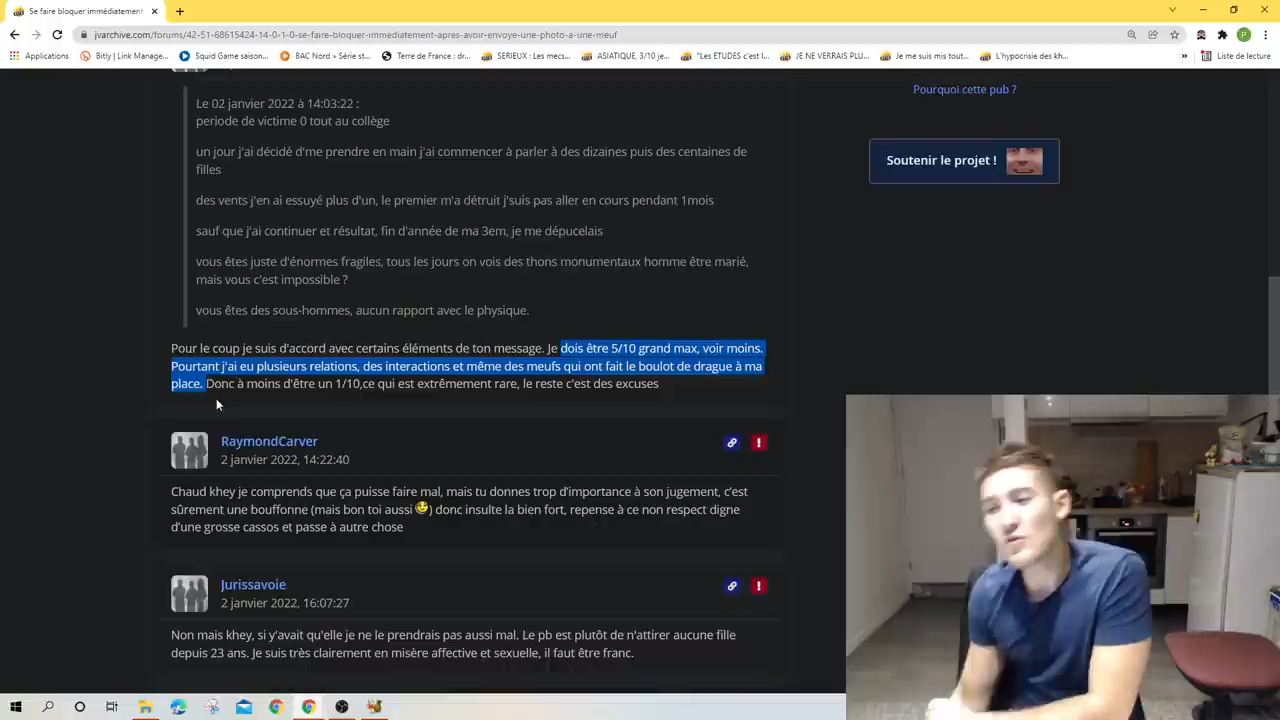 Se faire bloquer immédiatement
jvarchive.com/forums/42-51-68615424-14-0-1-0-se-faire-bloquer-immediatement-apres-avoir-envoye-une-photo-a-une-meuf
P
Applications
Bitly | Link Manage...
Squid Game saison...
BAC Nord » Série st...
Terre de France : dr...
SERIEUX : Les mecs...
ASIATIQUE, 3/10 je...
"Les ETUDES c'est l...
JE NE VERRAIS PLU...
Je me suis mis tout...
L'hypocrisie des kh...
»
Liste de lecture
Pourquoi cette pub ?
Soutenir le projet !
Le 02 janvier 2022 à 14:03:22 :
periode de victime 0 tout au collège
un jour j'ai décidé d'me prendre en main j'ai commencer à parler à des dizaines puis des centaines de
filles
des vents j'en ai essuyé plus d'un, le premier m'a détruit j'suis pas aller en cours pendant 1mois
sauf que j'ai continuer et résultat, fin d'année de ma 3em, je me dépucelais
vous êtes juste d'énormes fragiles, tous les jours on vois des thons monumentaux homme être marié,
mais vous c'est impossible ?
vous êtes des sous-hommes, aucun rapport avec le physique.
Pour le coup je suis d'accord avec certains éléments de ton message. Je dois être 5/10 grand max, voir moins.
Pourtant j'ai eu plusieurs relations, des interactions et même des meufs qui ont fait le boulot de drague à ma
place. Donc à moins d'être un 1/10,ce qui est extrêmement rare, le reste c'est des excuses
RaymondCarver
2 janvier 2022, 14:22:40
Chaud khey je comprends que ça puisse faire mal, mais tu donnes trop d'importance à son jugement, c'est
sûrement une bouffonne (mais bon toi aussi ) donc insulte la bien fort, repense à ce non respect digne
d'une grosse cassos et passe à autre chose
Jurissavoie
2 janvier 2022, 16:07:27
Non mais khey, si y'avait qu'elle je ne le prendrais pas aussi mal. Le pb est plutôt de n'attirer aucune fille
depuis 23 ans. Je suis très clairement en misère affective et sexuelle, il faut être franc.